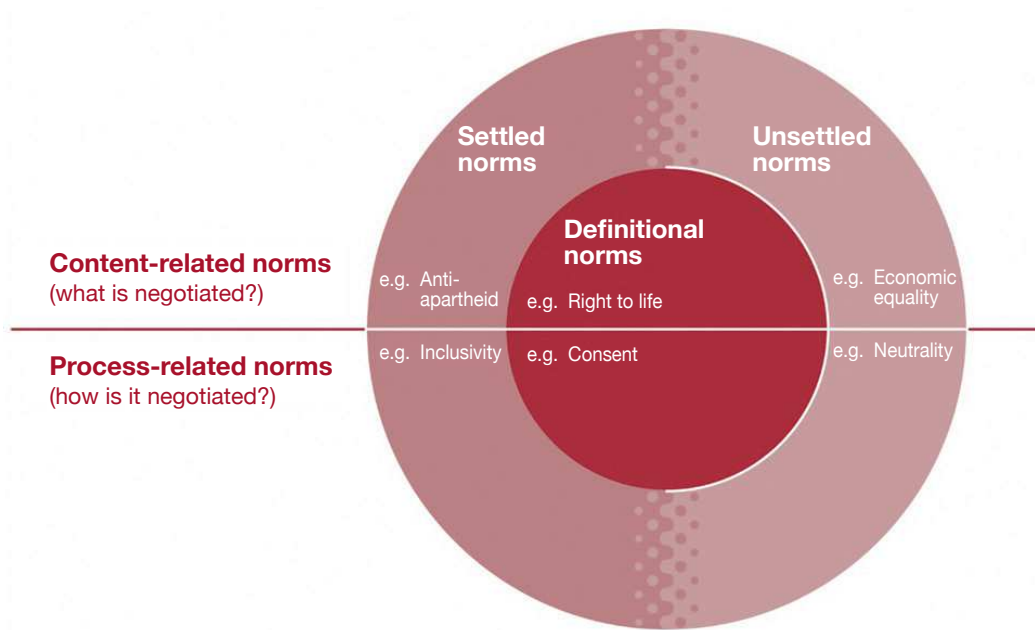 Settled
norms
Unsettled
norms
Definitional
norms
Content-related norms
(what is negotiated?)
e.g. Anti-
apartheid
e.g. Right to life
e.g. Economic
equality
Process-related norms
(how is it negotiated?)
e.g. Inclusivity
e.g. Consent
e.g. Neutrality